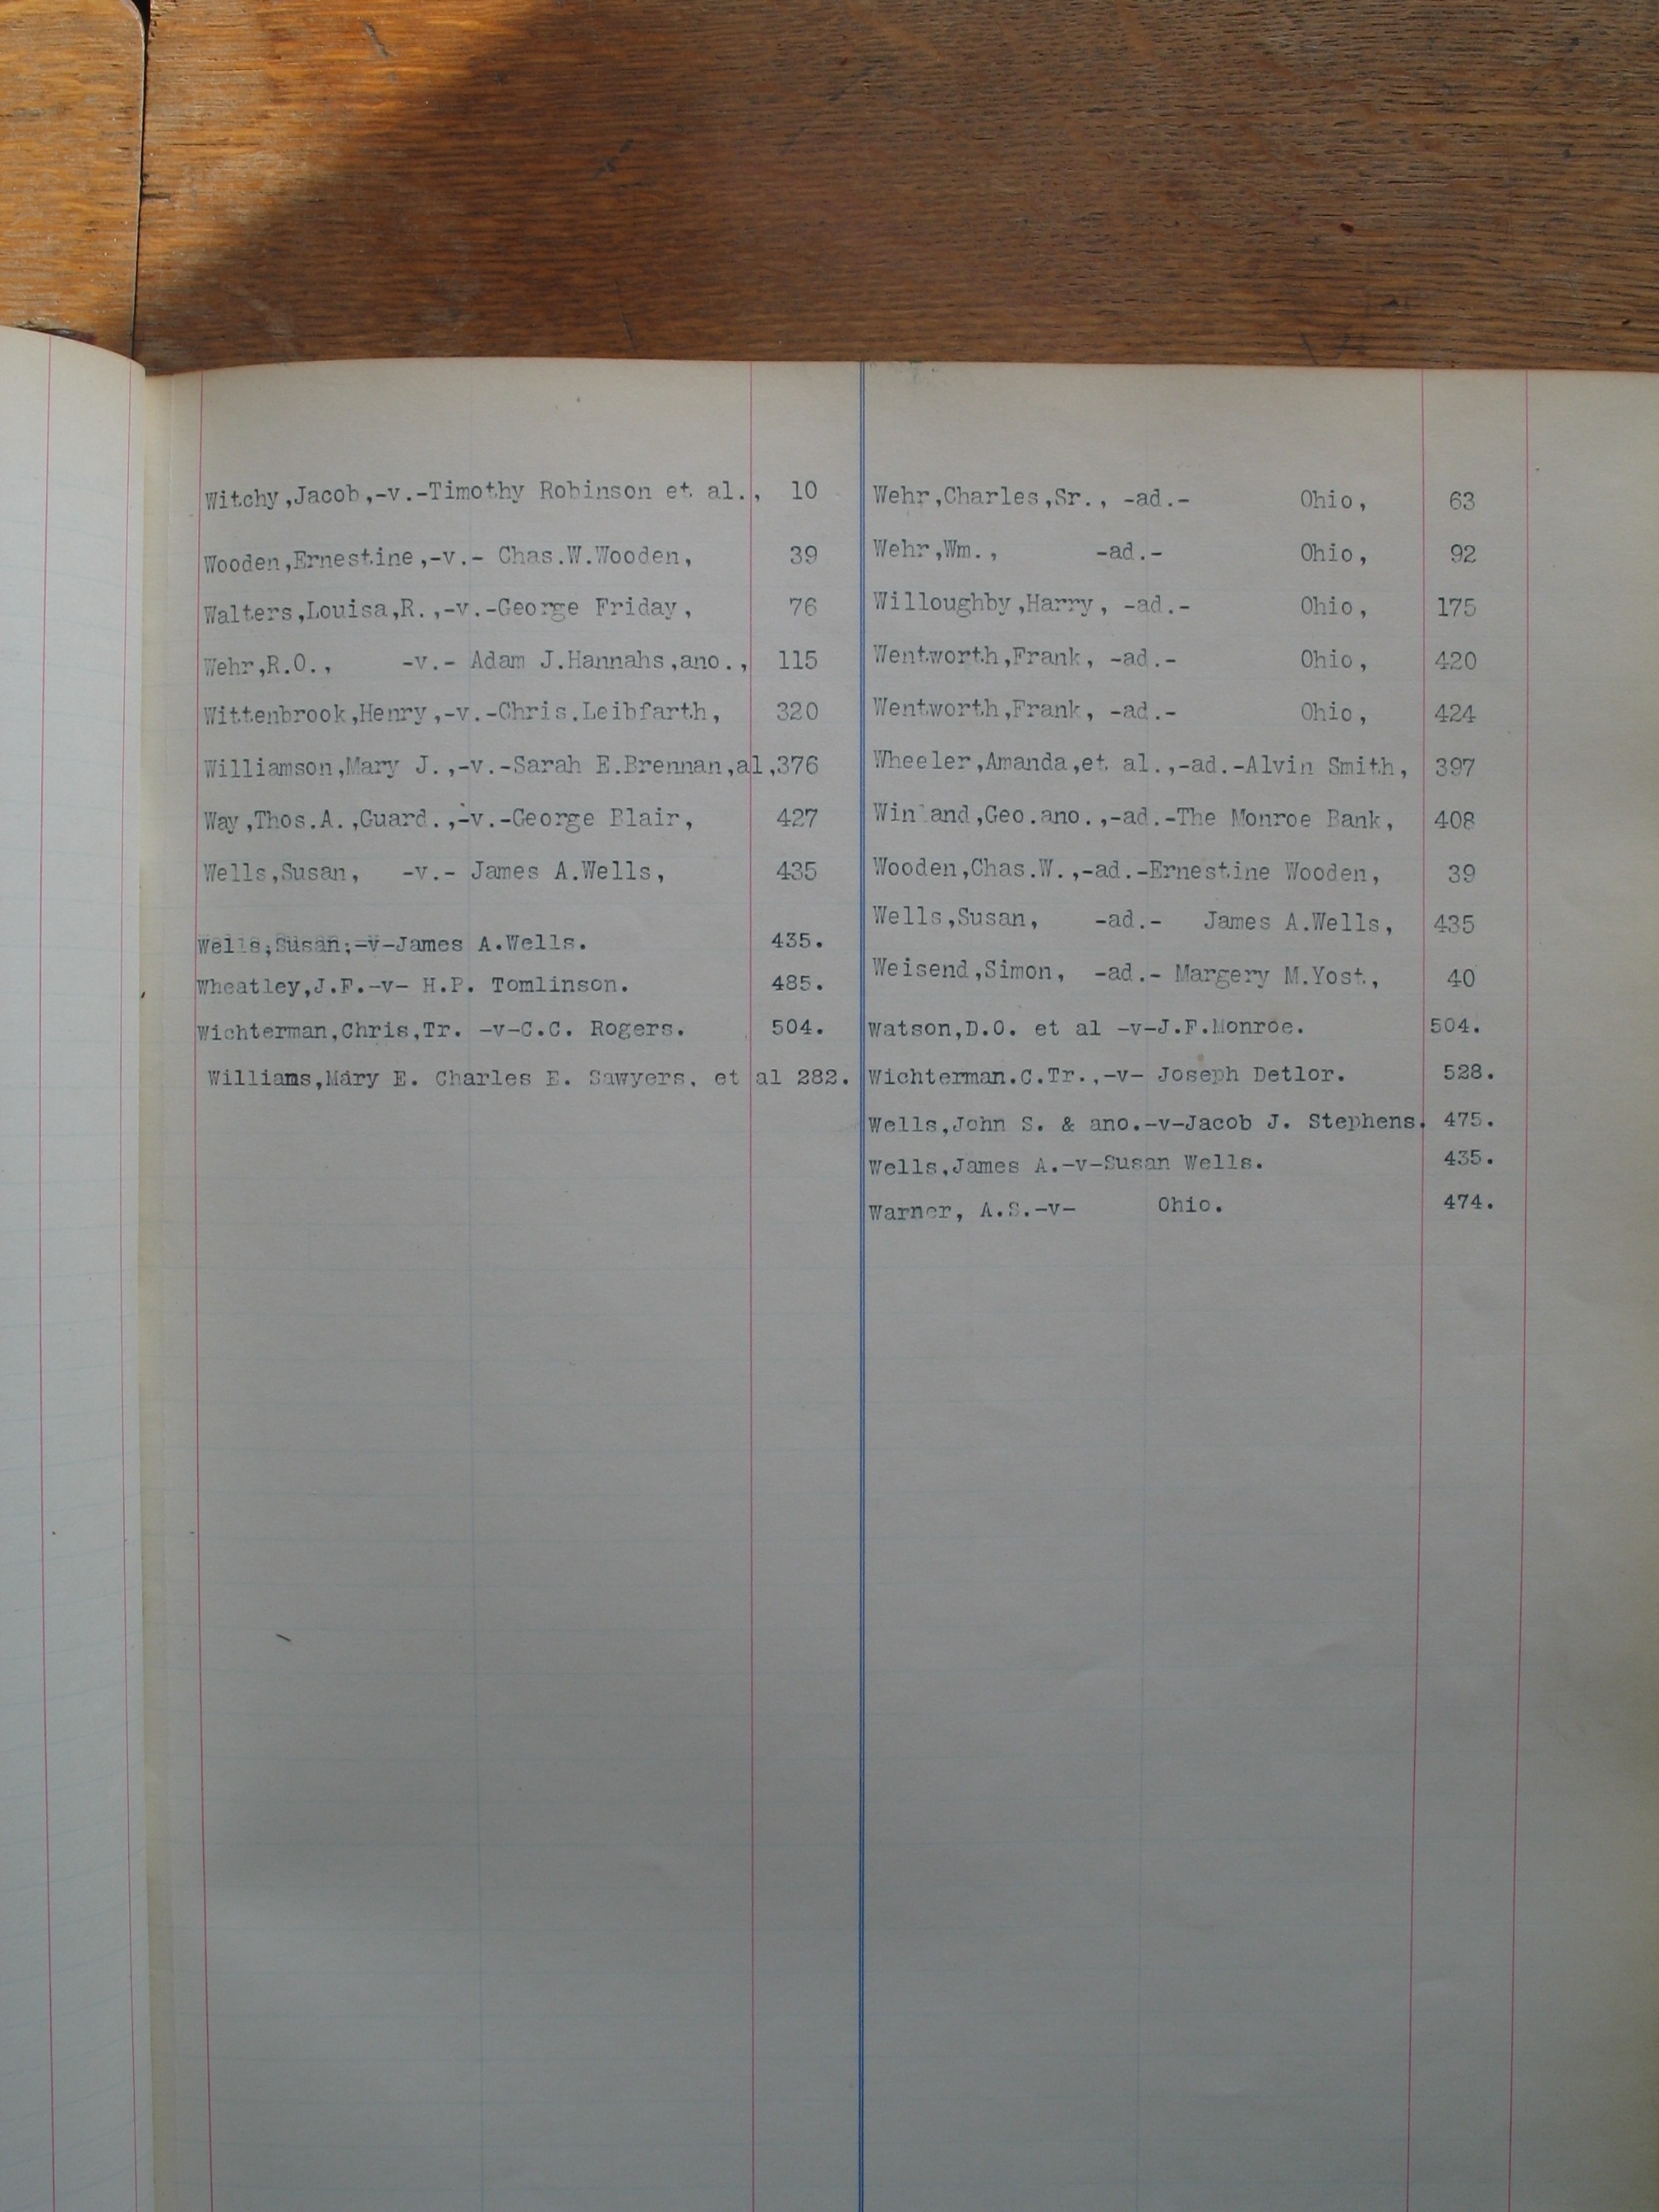 Witchy,Jacob,-v.-Timothy Robinson et al., 10
Wooden,Ernestine,-v.- Chas.W.Wooden, 39
Walters,Louisa,R.,-v.-George Friday, 76
Wehr,R.O., -v.- Adam J.Hannahs,ano., 115
Wittenbrook,Henry,-v.-Chris.Leibfarth, 320
Williamson,Mary J.,-v.-Sarah E.Brennan,al,376
Way,Thos.A.,Guard.,-v.-George Blair, 427
Wells,Susan, -v.- James A.Wells, 435
Wells,Susan,-v-James A.Wells. 435.
Wheatley,J.F.-v- H.P. Tomlinson. 485.
Wichterman,Chris,Tr. -v-C.C. Rogers. 504.
Williams,Mary E. Charles E. Sawyers. et al 282.
Wehr,Charles,Sr., -ad.- Ohio, 63
Wehr,Wm., -ad.- Ohio, 92
Willoughby,Harry, -ad.- Ohio, 175
Wentworth,Frank, -ad.- Ohio, 420
Wentworth,Frank, -ad.- Ohio, 424
Wheeler,Amanda,et al.,-ad.-Alvin Smith, 397
Winland,Geo.ano.,-ad.-The Monroe Bank, 408
Wooden,Chas.W.,-ad.-Ernestine Wooden, 39
Wells,Susan, -ad.- James A.Wells, 435
Weisend,Simon, -ad.- Margery M.Yost, 40
Watson,D.O. et al -v-J.F.Monroe. 504.
Wichterman.C.Tr.,-v- Joseph Detlor. 528.
Wells,John S. & ano.-v-Jacob J. Stephens. 475.
Wells,James A.-v-Susan Wells. 435.
Warner, A.S.-v- Ohio. 474.